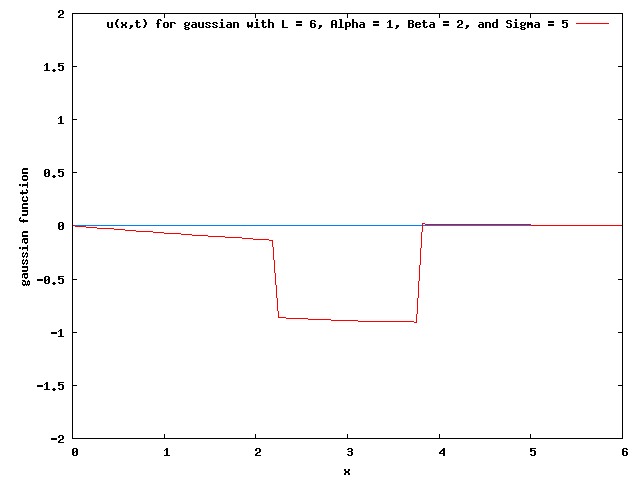 u(x,t) for gaussian with L = 6, Alpha = 1, Beta = 2, and Sigma = 5
2
1.5
1
0.5
0
-0.5
-1
-1.5
-2
gaussian function
0 1 2 3 4 5 6
x